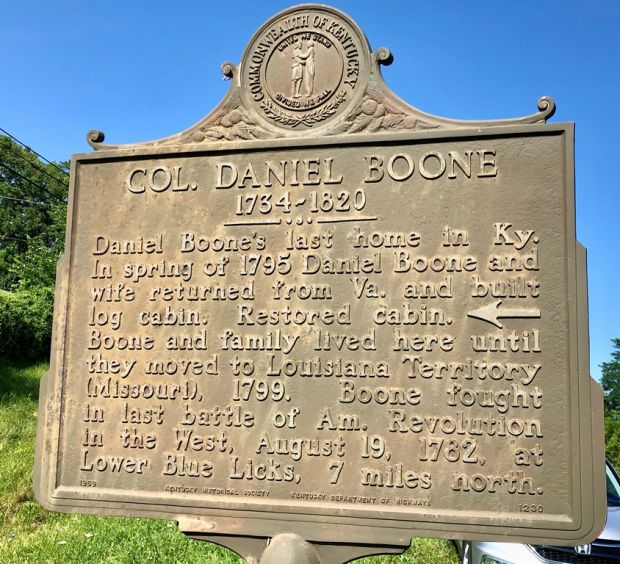 COMMONWEALTH OF KENTUCKY
UNITED WE STAND
DIVIDED WE FALL
COL. DANIEL BOONE
1734-1820
Daniel Boone's last home in Ky.
In spring of 1795 Daniel Boone and
wife returned from Va. and built
log cabin. Restored cabin. ←
Boone and family lived here until
they moved to Louisiana Territory
(Missouri), 1799. Boone fought
in last battle of Am. Revolution
in the West, August 19, 1782, at
Lower Blue Licks, 7 miles north.
1959 KENTUCKY HISTORICAL SOCIETY KENTUCKY DEPARTMENT OF HIGHWAYS 1230